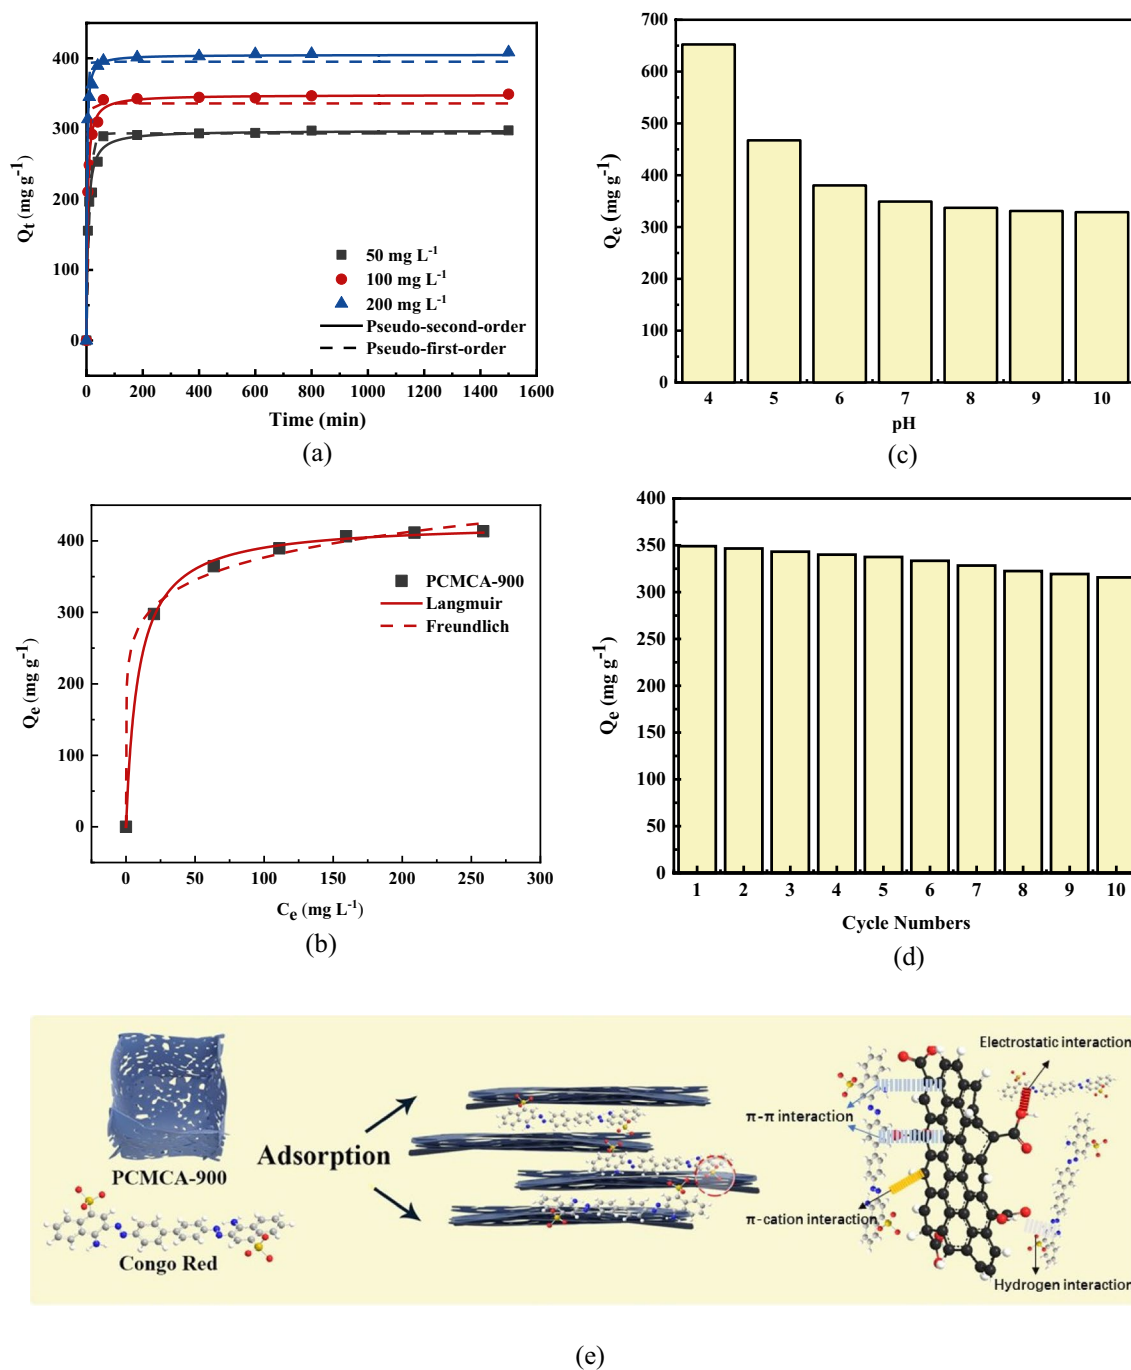 400
300
200
100
0
Qt (mg g-1)
50 mg L-1
100 mg L-1
200 mg L-1
Pseudo-second-order
Pseudo-first-order
0 200 400 600 800 1000 1200 1400 1600
Time (min)
(a)
700
600
500
400
300
200
100
0
Qe (mg g-1)
4 5 6 7 8 9 10
pH
(c)
400
300
200
100
0
Qe (mg g-1)
PCMCA-900
Langmuir
Freundlich
0 50 100 150 200 250 300
Ce (mg L-1)
(b)
400
350
300
250
200
150
100
50
0
Qe (mg g-1)
1 2 3 4 5 6 7 8 9 10
Cycle Numbers
(d)
PCMCA-900
Congo Red
Adsorption
Electrostatic interaction
π-π interaction
π-cation interaction
Hydrogen interaction
(e)